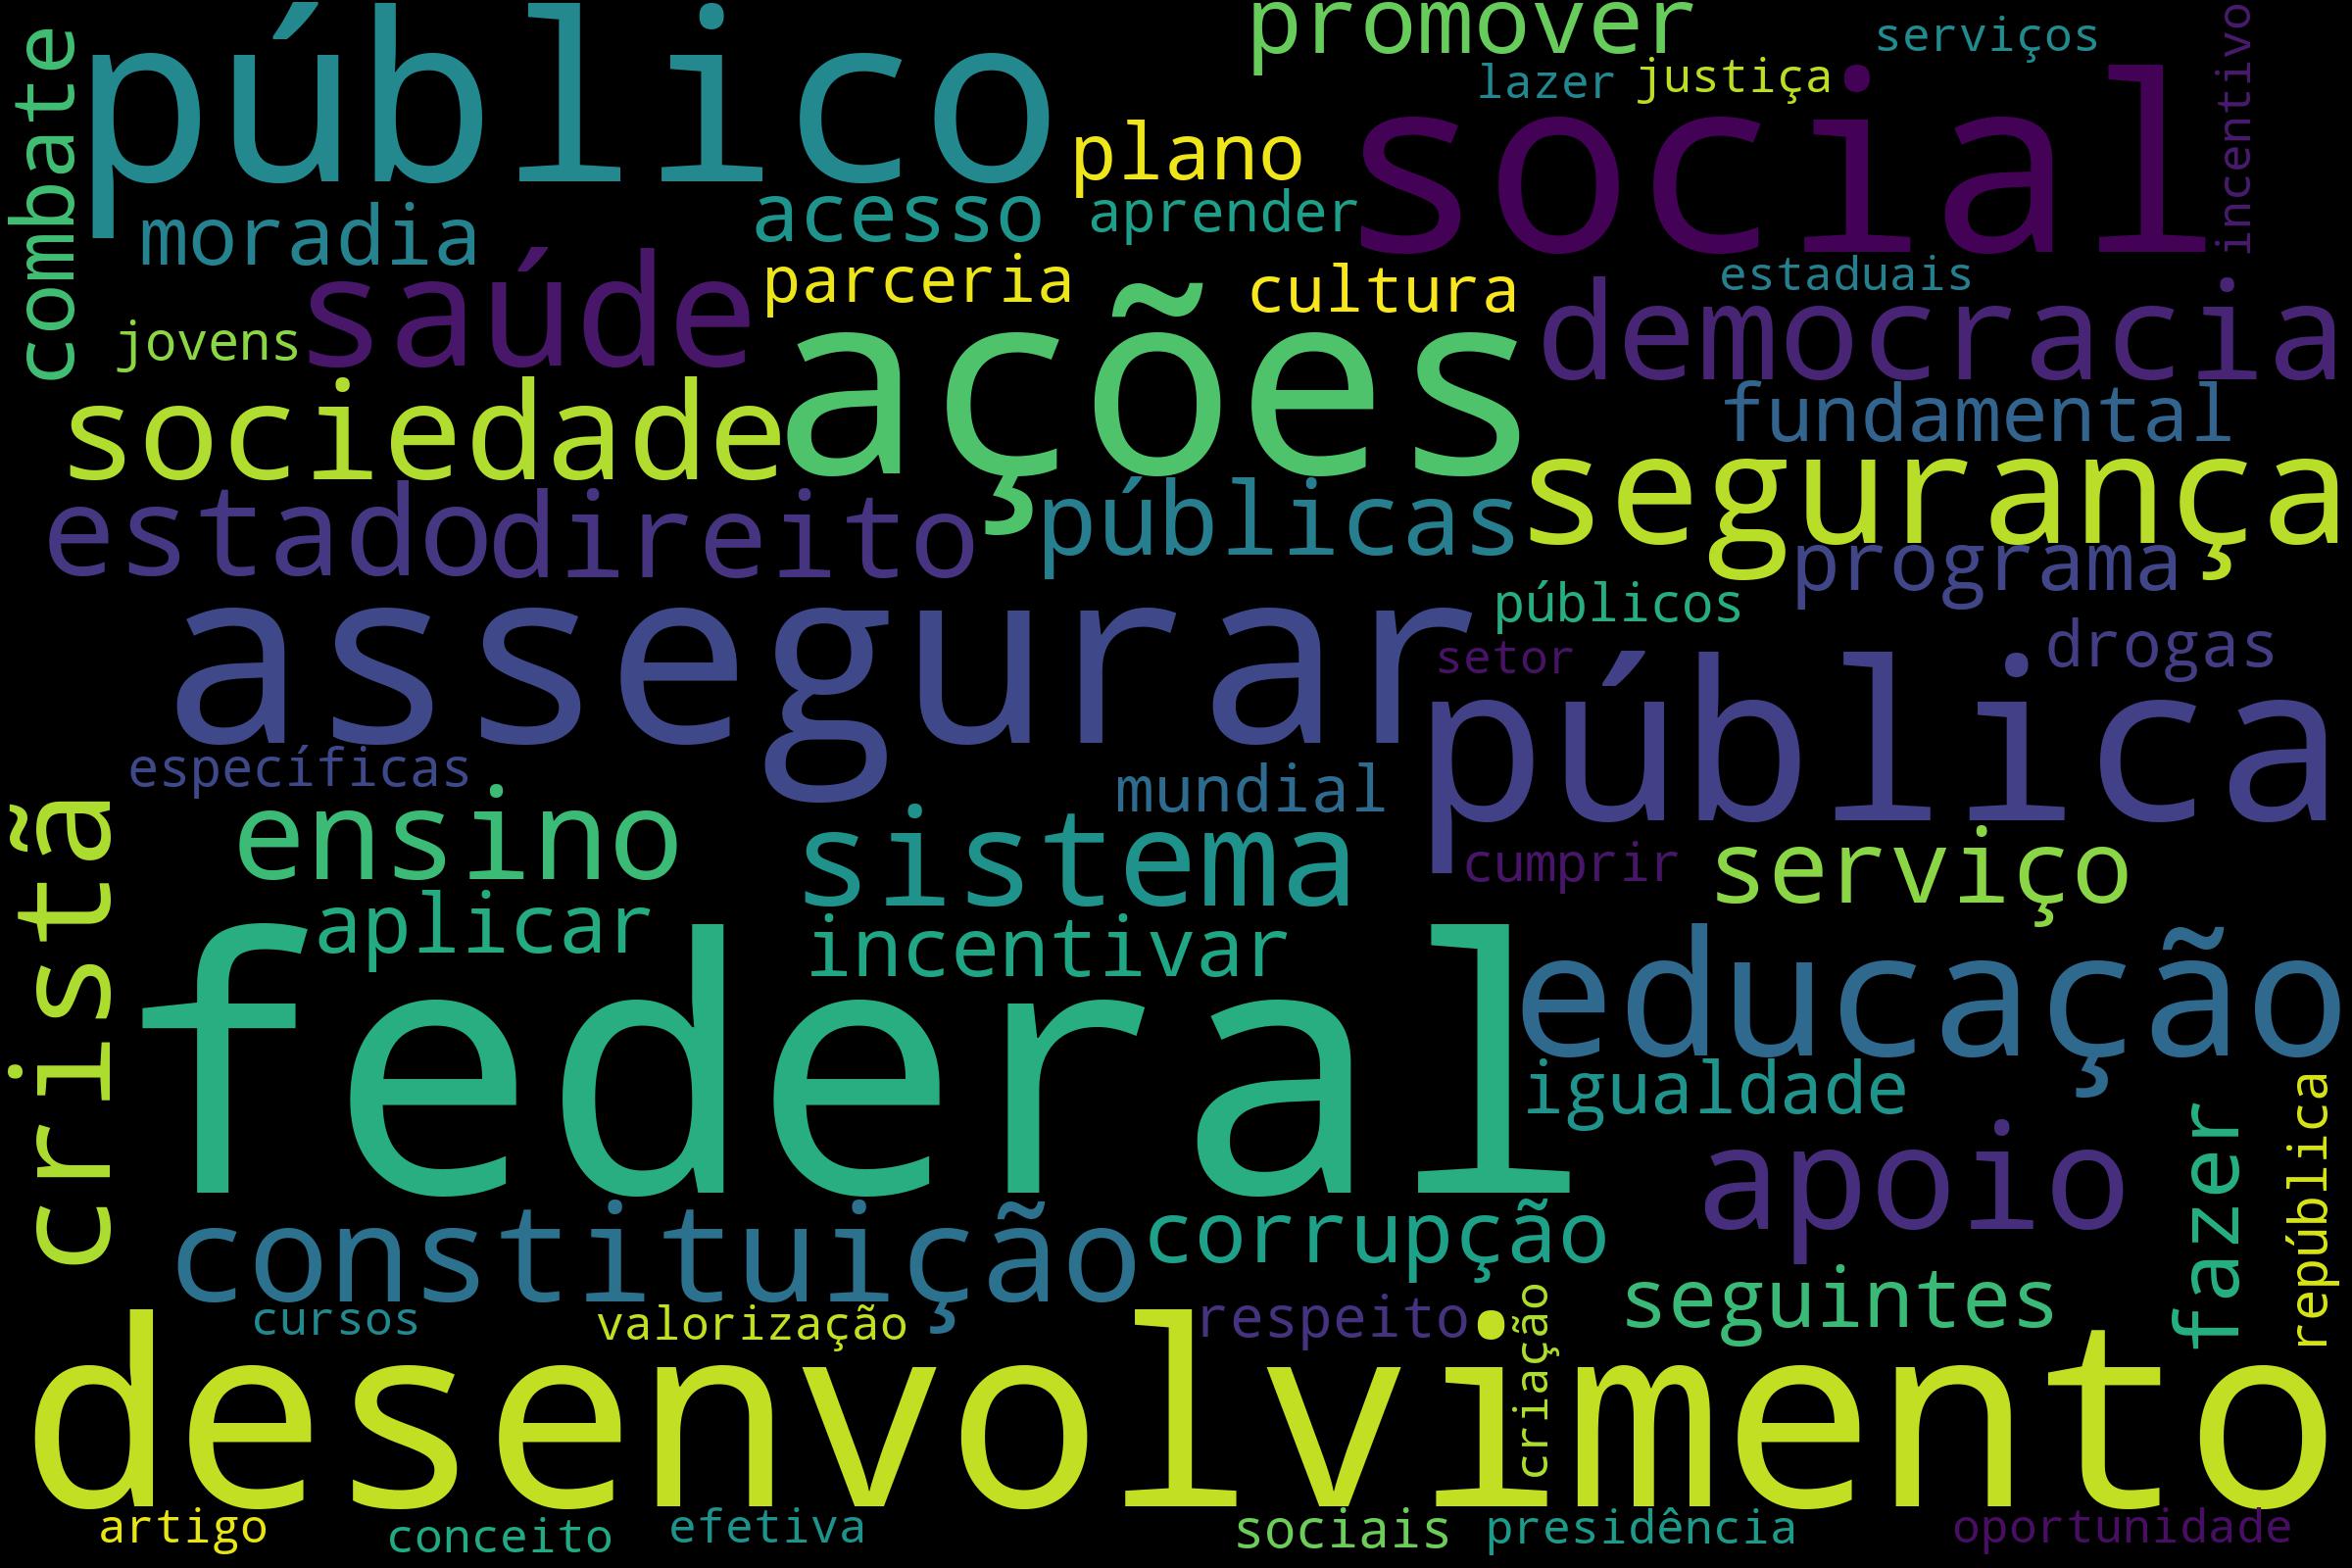 combate
público
promover
serviços
incentivo
lazer
justiça
social
plano
acesso
aprender
moradia
saúde
parceria
cultura
estaduais
jovens
ações
democracia
sociedade
fundamental
segurança
estado
direito
públicas
programa
assegurar
públicos
drogas
setor
pública
específicas
mundial
cristã
ensino
sistema
cumprir
serviço
aplicar
incentivar
federal
educação
igualdade
apoio
fazer
república
constituição
corrupção
seguintes
cursos
valorização
respeito
criação
desenvolvimento
artigo
conceito
efetiva
sociais
presidência
oportunidade